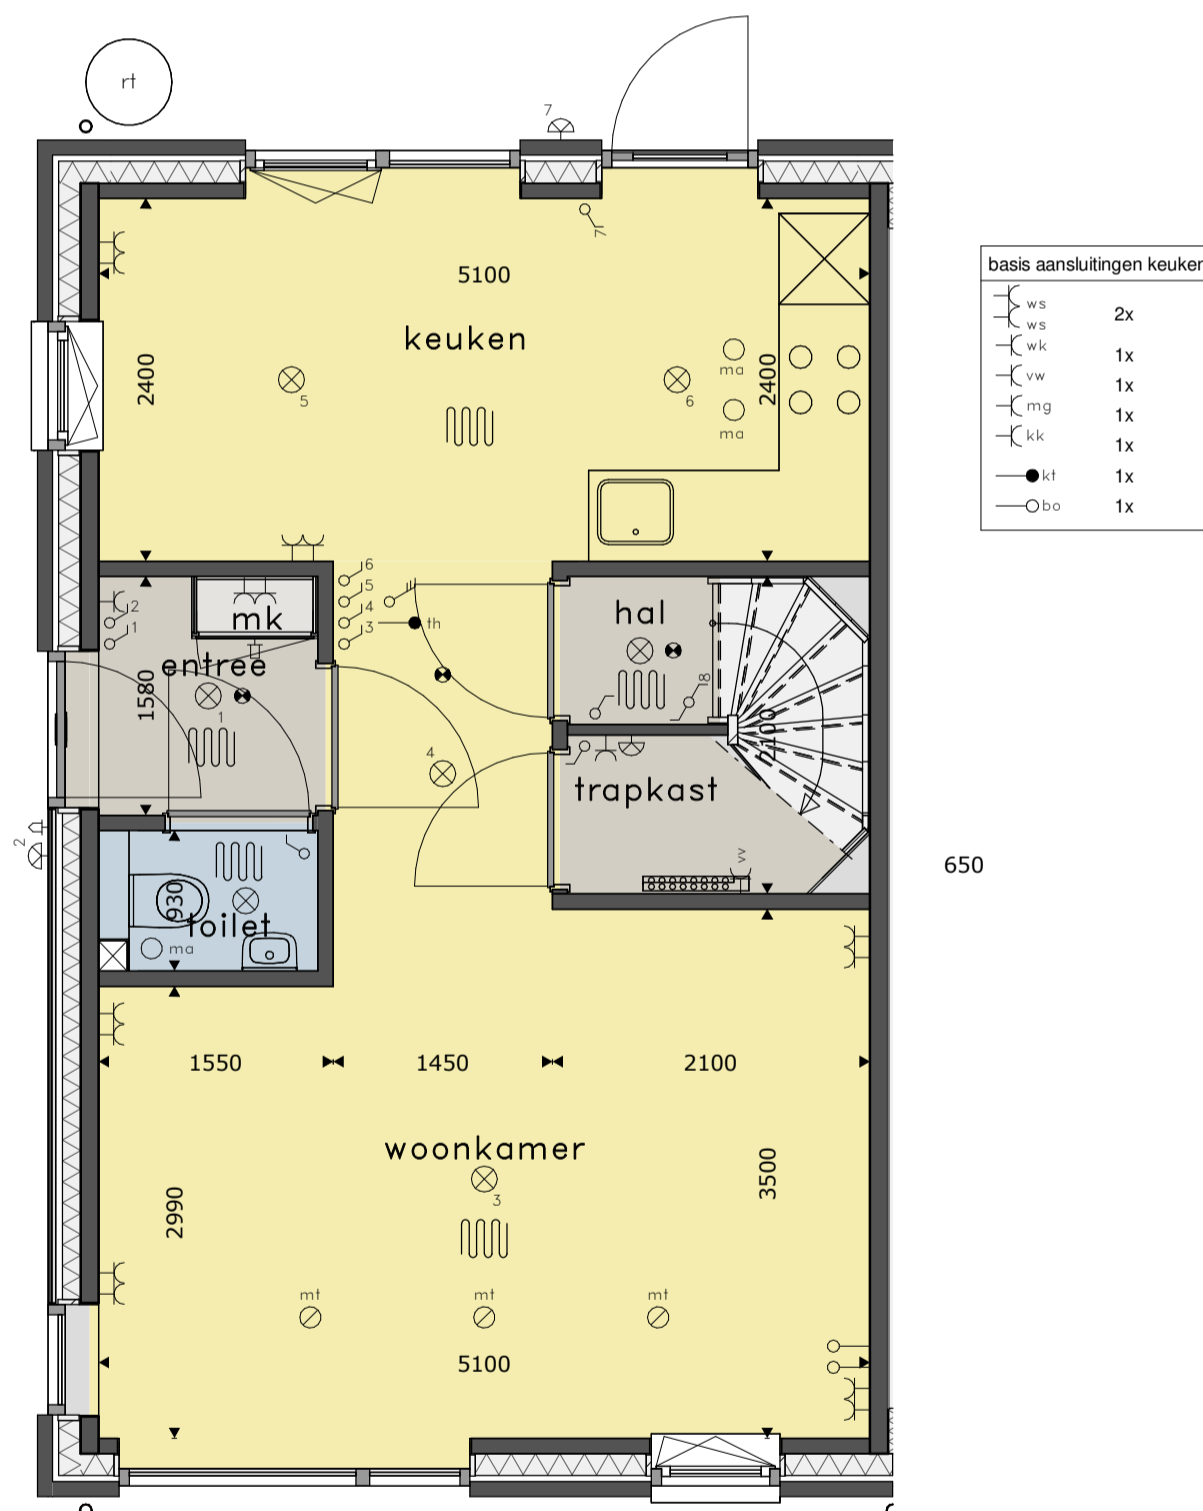 rt
7
7
5100
keuken
2400
2400
5
6
ma
ma
basis aansluitingen keuken
ws
ws
2x
wk
1x
vw
1x
mg
1x
kk
1x
kt
1x
bo
1x
2
1
mk
entree
1580
1
6
5
4
3
th
hal
8
4
trapkast
vv
2
930
toilet
ma
650
1550
1450
2100
woonkamer
3
2990
3500
mt
mt
mt
5100